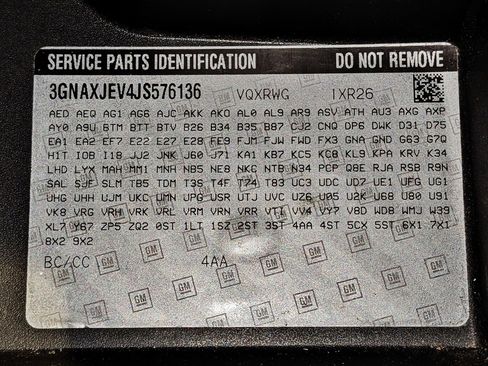 SERVICE PARTS IDENTIFICATION DO NOT REMOVE
3GNAXJEV4JS576136 VQXRWG 1XR26
AED AEQ AG1 AG6 AJC AKK AKO AL0 AL9 AR9 ASV ATH AU3 AXG AXP
AY0 A9U BTM BTT BTV B26 B34 B35 B87 CJ2 CNQ DP6 DWK D31 D75
EA1 EA2 EF7 E22 E27 E28 FE9 FJM FJW FWD FX3 GNA GND G63 G7Q
H1T IOB I18 JJ2 JNK J60 J71 KA1 KB7 KC5 KC8 KL9 KPA KRV K34
LHD LYX MAH MM1 MNM NB5 NE8 NKC NTB N34 PCP Q8E RJA RSB R9N
SAL SJF SLM TB5 TDM T3S T4F T74 T83 UC3 UDC UD7 UE1 UFG UG1
UHG UHH UJM UKC UMN UPG USR UTJ UVC UZ6 U05 U2K U68 U80 U91
VK8 VRG VRH VRK VRL VRM VRN VRR VTI VV4 VY7 V8D WD8 WMJ W39
XL7 Y67 ZP5 ZQ2 0ST 1LT 1SZ 2ST 3ST 4AA 4ST 5CX 5ST 6X1 7X1
8X2 9X2
BC/CC 4AA